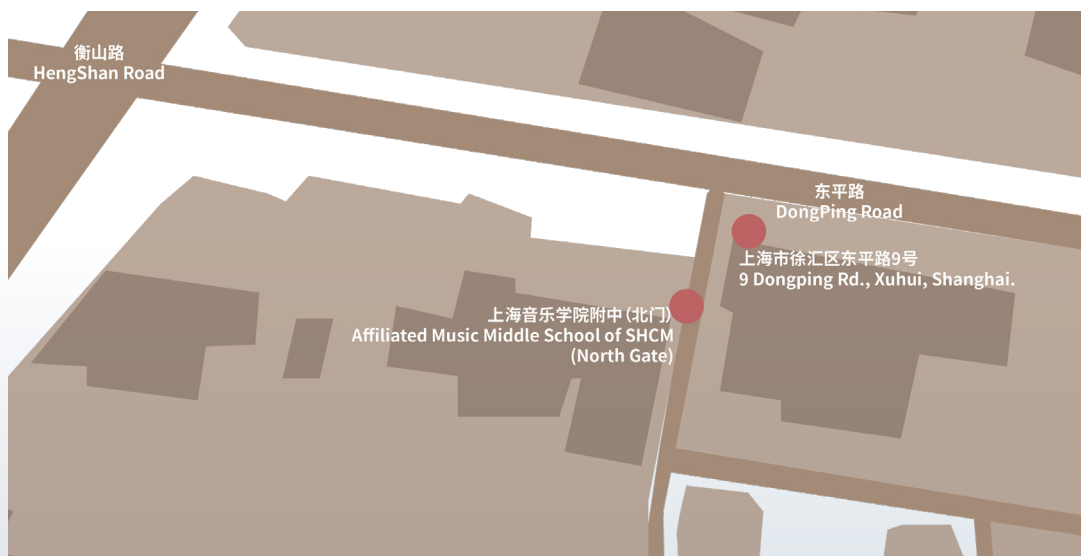 衡山路
HengShan Road
东平路
DongPing Road
上海市徐汇区东平路9号
9 Dongping Rd., Xuhui, Shanghai.
上海音乐学院附中(北门)
Affiliated Music Middle School of SHCM
(North Gate)